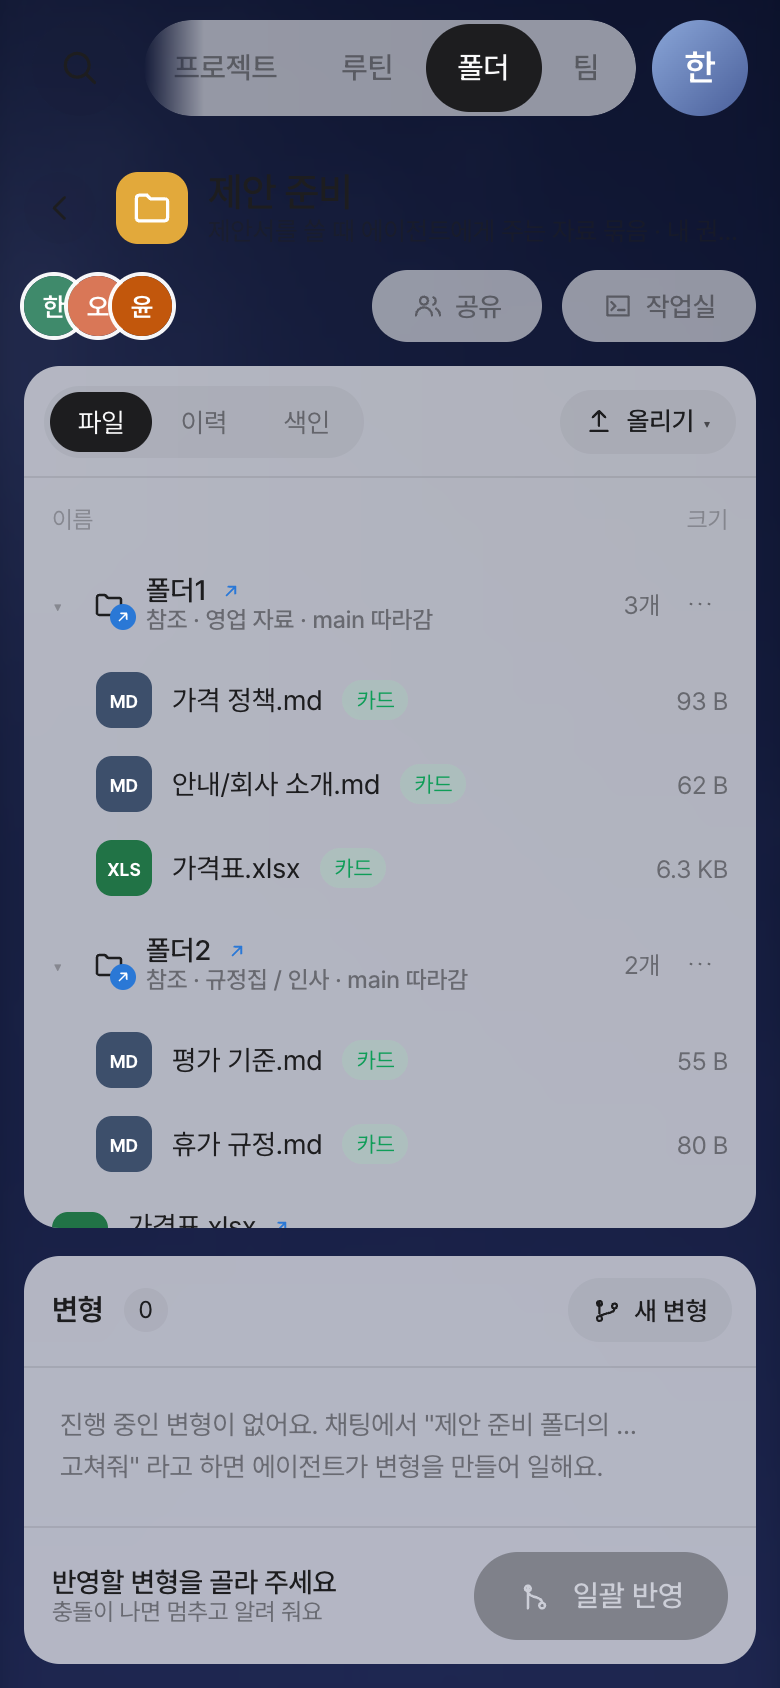 프로젝트 루틴 폴더 팀 한
제안 준비
한 오 윤 공유 작업실
파일 이력 색인 올리기
이름 크기
폴더1 3개 ...
참조 · 영업 자료 · main 따라감
MD 가격 정책.md 카드 93 B
MD 안내/회사 소개.md 카드 62 B
XLS 가격표.xlsx 카드 6.3 KB
폴더2 2개 ...
참조 · 규정집 / 인사 · main 따라감
MD 평가 기준.md 카드 55 B
MD 휴가 규정.md 카드 80 B
가격표.xlsx
변형 0 새 변형
진행 중인 변형이 없어요. 채팅에서 "제안 준비 폴더의 ...
고쳐줘" 라고 하면 에이전트가 변형을 만들어 일해요.
반영할 변형을 골라 주세요 일괄 반영
충돌이 나면 멈추고 알려 줘요